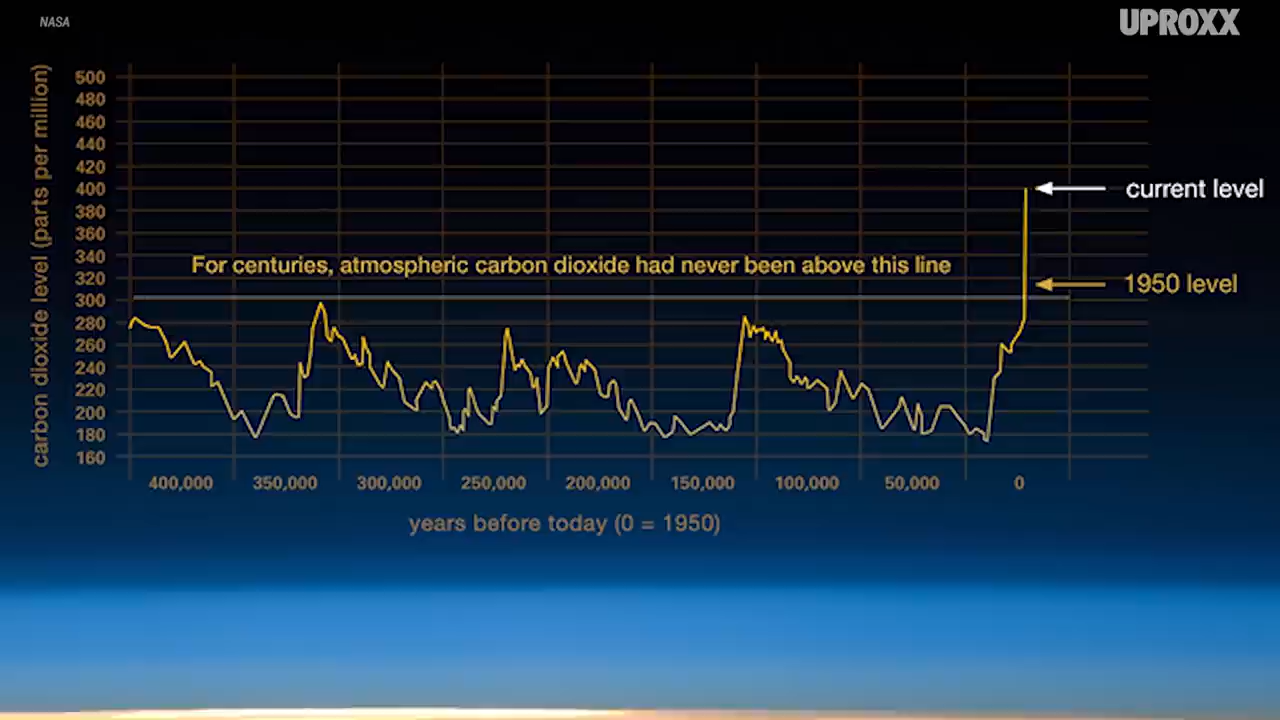 NASA
UPROXX
carbon dioxide level (parts per million)
500
480
460
440
420
400
380
360
340
320
300
280
260
240
220
200
180
160
current level
For centuries, atmospheric carbon dioxide had never been above this line
1950 level
400,000 350,000 300,000 250,000 200,000 150,000 100,000 50,000 0
years before today (0 = 1950)